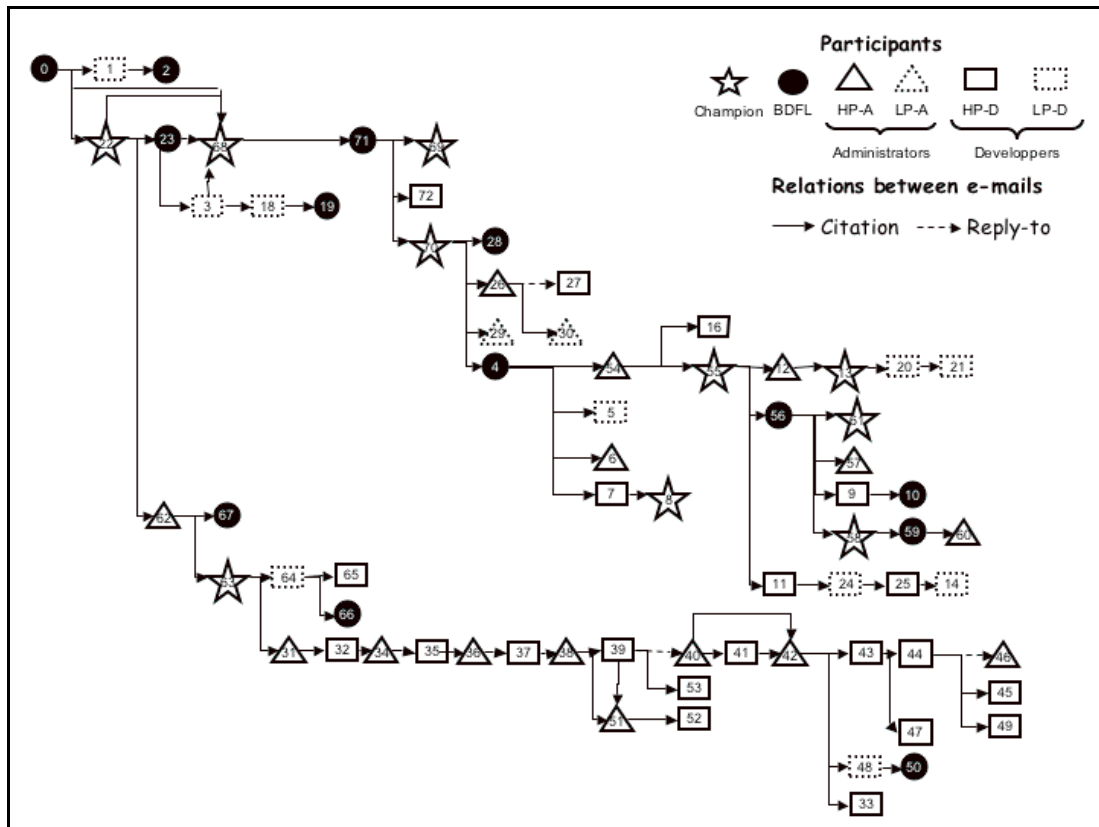 Participants
Champion BDFL HP-A LP-A HP-D LP-D
Administrators Developpers
Relations between e-mails
Citation Reply-to
0 1 2
22 23 68 71 69
3 18 19 72
70 28
26 27
29 30 16
4 54 55 12 13 20 21
5 56
6 57
7 8 9 10
62 67 58 59 60
63 64 65 11 24 25 14
66
31 32 34 35 36 37 38 39 40 41 42 43 44 46
53 45
51 52 47 49
48 50
33